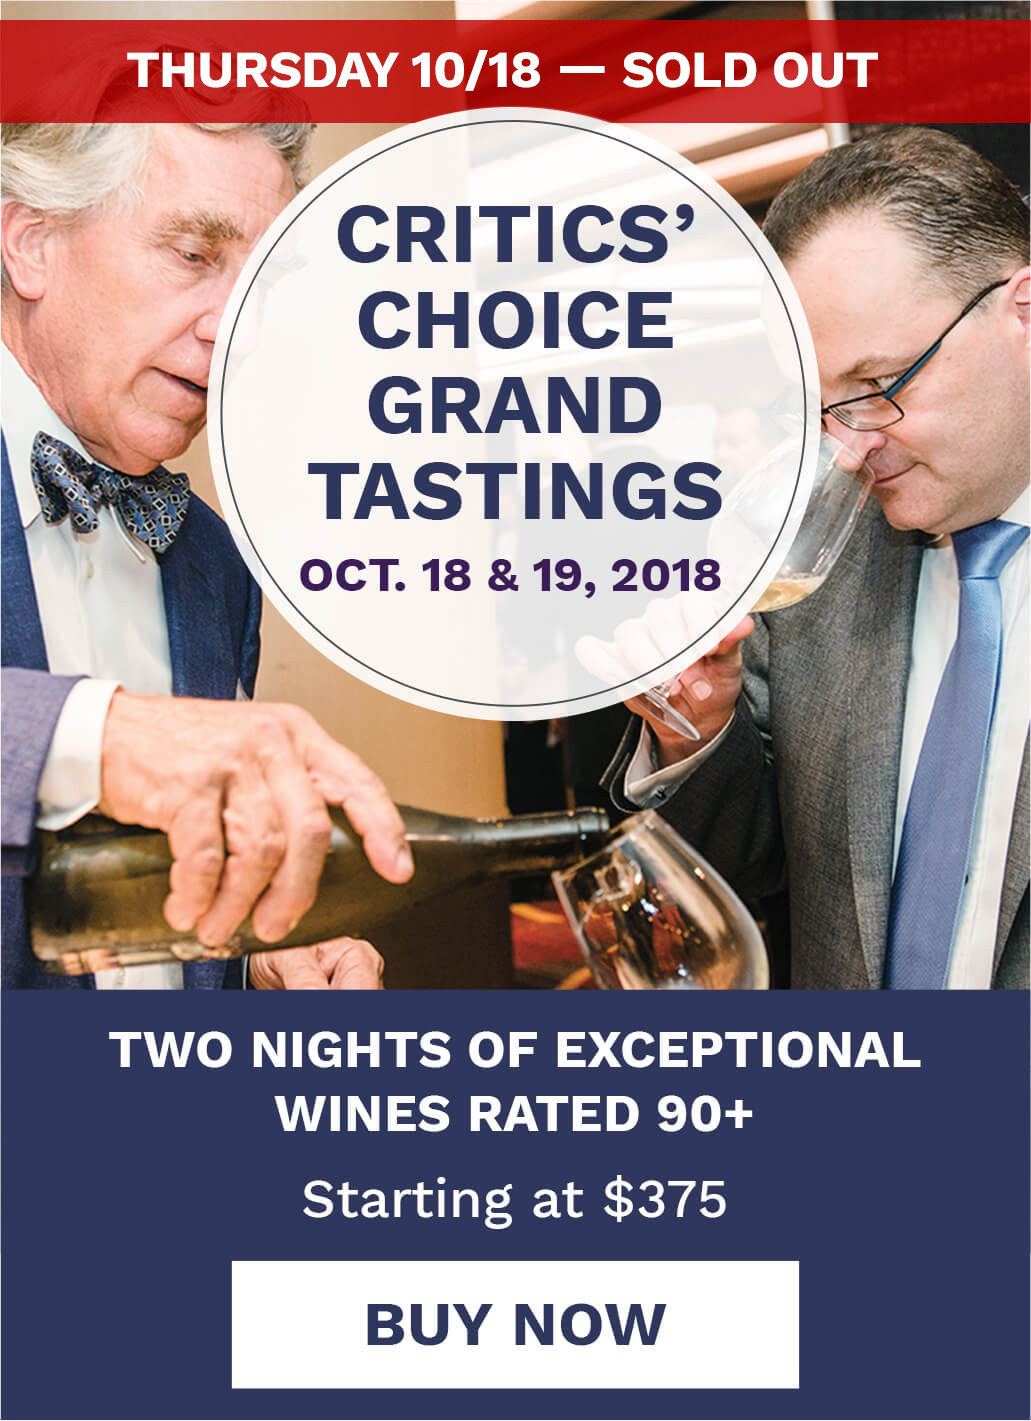 THURSDAY 10/18 — SOLD OUT
CRITICS’
CHOICE
GRAND
TASTINGS
OCT. 18 & 19, 2018
TWO NIGHTS OF EXCEPTIONAL
WINES RATED 90+
Starting at $375
BUY NOW